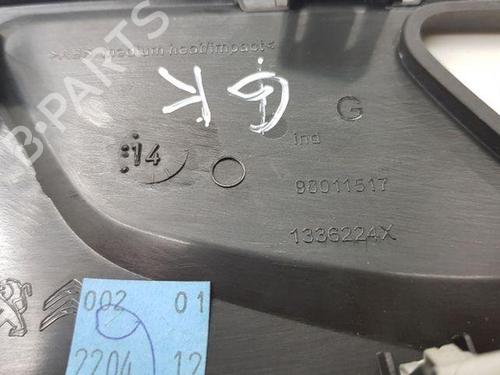 >ABS medium heat/impact<
G K
G
ind
98011517
:14
1336224X
002 01
2204 12
B-PARTS